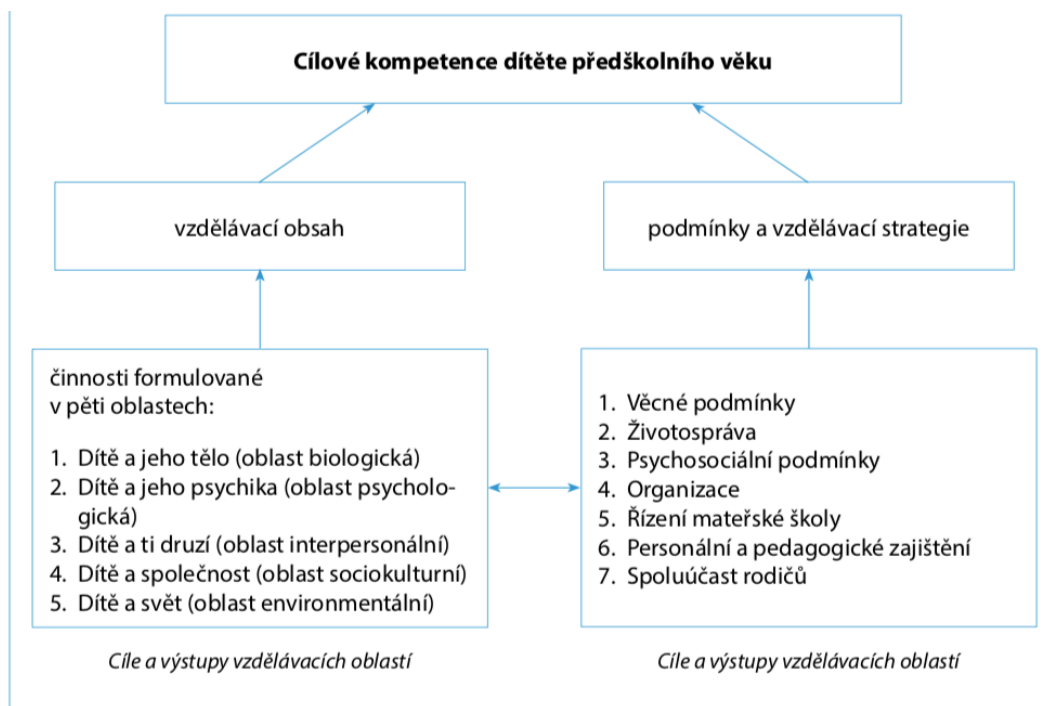 Cílové kompetence dítěte předškolního věku
vzdělávací obsah
podmínky a vzdělávací strategie
činnosti formulované
v pěti oblastech:
1. Dítě a jeho tělo (oblast biologická)
2. Dítě a jeho psychika (oblast psycholo-
gická)
3. Dítě a ti druzí (oblast interpersonální)
4. Dítě a společnost (oblast sociokulturní)
5. Dítě a svět (oblast environmentální)
Cíle a výstupy vzdělávacích oblastí
1. Věcné podmínky
2. Životospráva
3. Psychosociální podmínky
4. Organizace
5. Řízení mateřské školy
6. Personální a pedagogické zajištění
7. Spoluúčast rodičů
Cíle a výstupy vzdělávacích oblastí